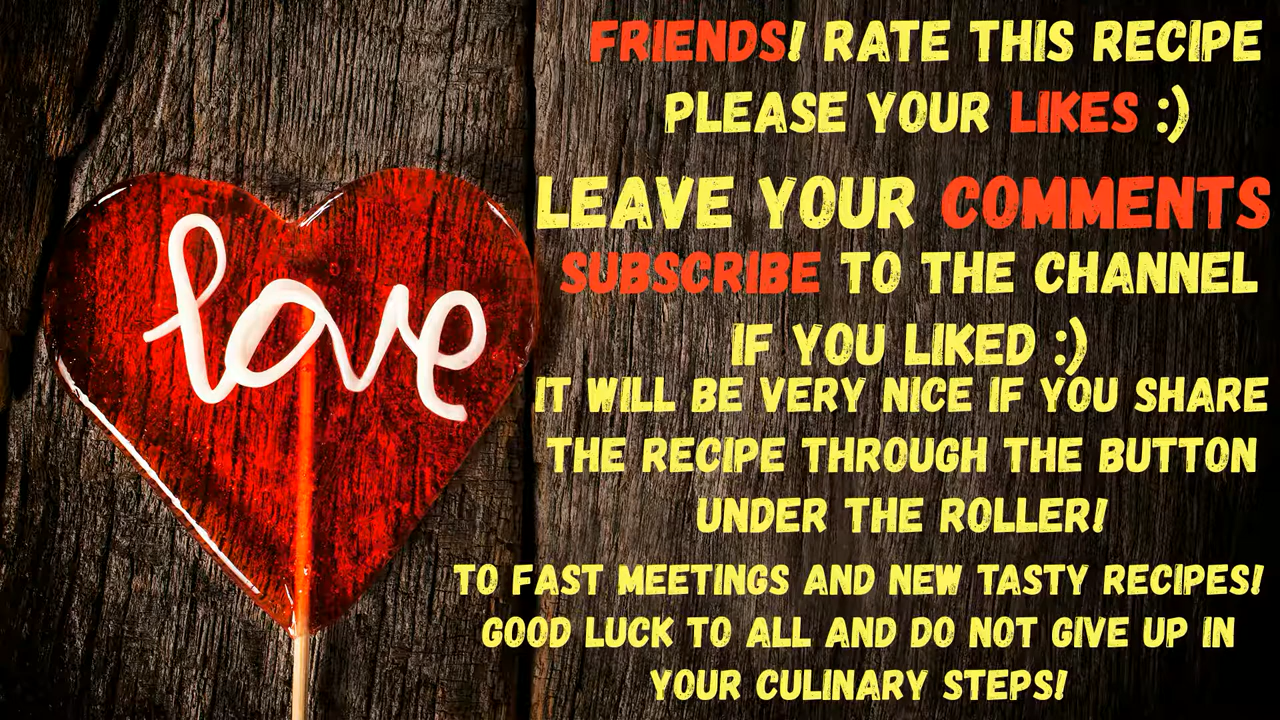 love
FRIENDS! RATE THIS RECIPE
PLEASE YOUR LIKES :)
LEAVE YOUR COMMENTS
SUBSCRIBE TO THE CHANNEL
IF YOU LIKED :)
IT WILL BE VERY NICE IF YOU SHARE
THE RECIPE THROUGH THE BUTTON
UNDER THE ROLLER!
TO FAST MEETINGS AND NEW TASTY RECIPES!
GOOD LUCK TO ALL AND DO NOT GIVE UP IN
YOUR CULINARY STEPS!